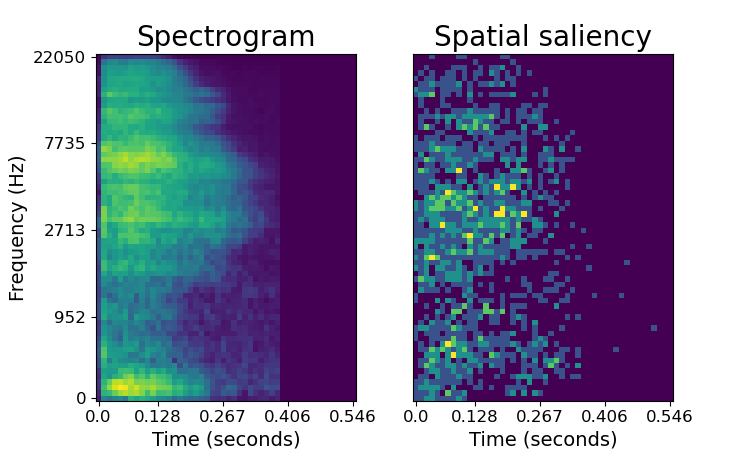 Spectrogram
Spatial saliency
22050
7735
2713
952
0
Frequency (Hz)
0.0 0.128 0.267 0.406 0.546
0.0 0.128 0.267 0.406 0.546
Time (seconds)
Time (seconds)